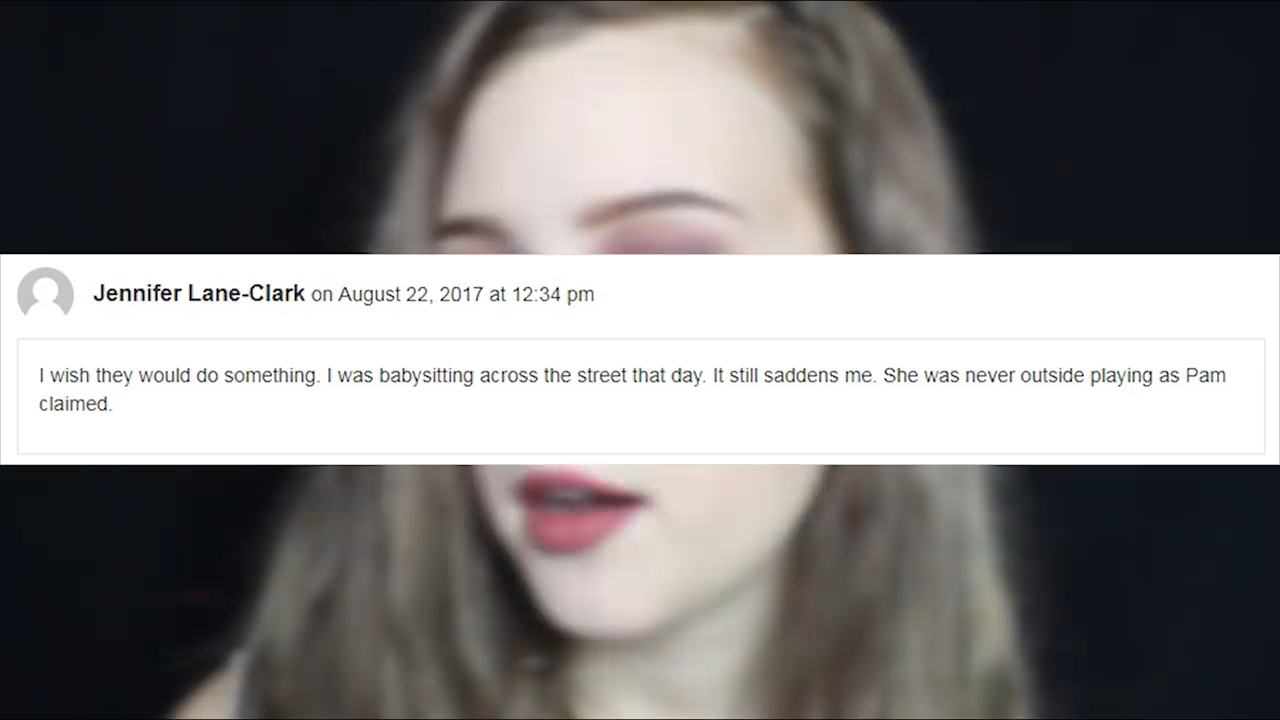 Jennifer Lane-Clark on August 22, 2017 at 12:34 pm
I wish they would do something. I was babysitting across the street that day. It still saddens me. She was never outside playing as Pam
claimed.